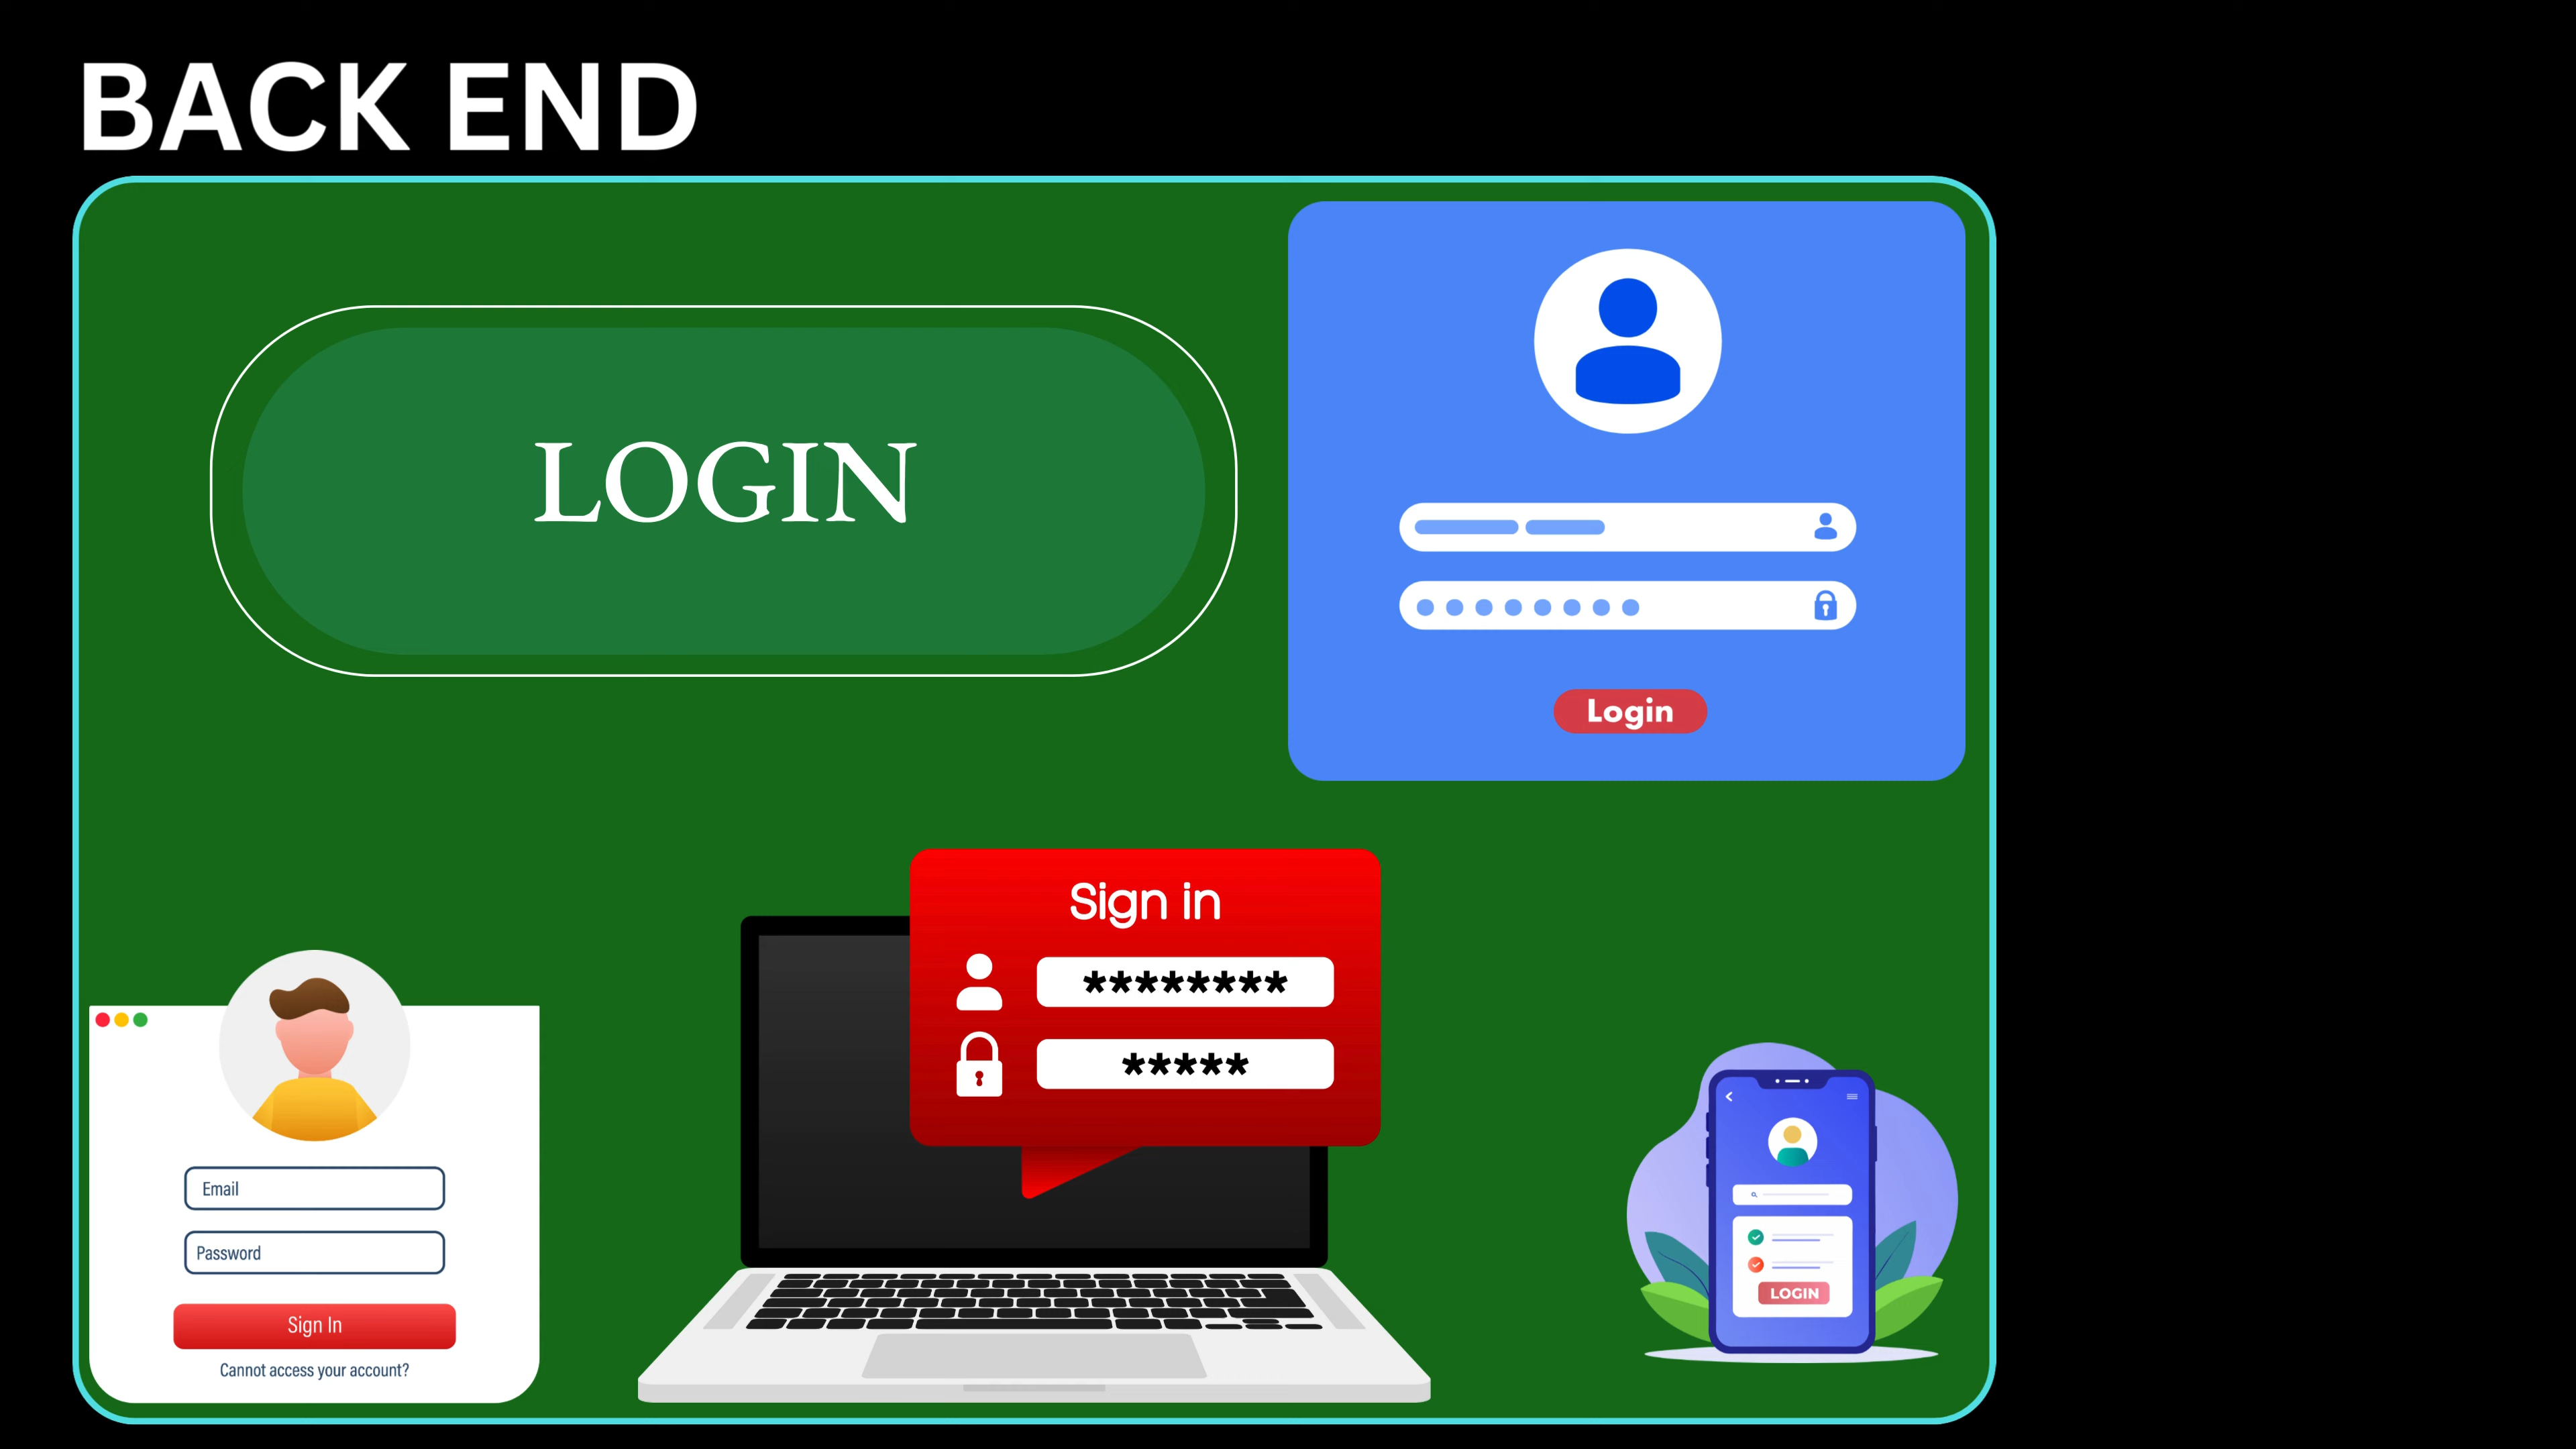 BACK END
LOGIN
Login
Sign in
********
*****
Email
Password
Sign In
Cannot access your account?
LOGIN